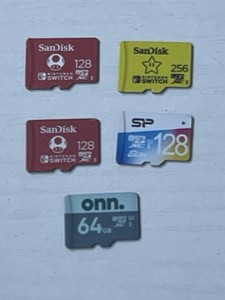 SanDisk
128
NINTENDO
SWITCH
SanDisk
256
NINTENDO
SWITCH
SanDisk
128
NINTENDO
SWITCH
SP
128
onn.
64GB